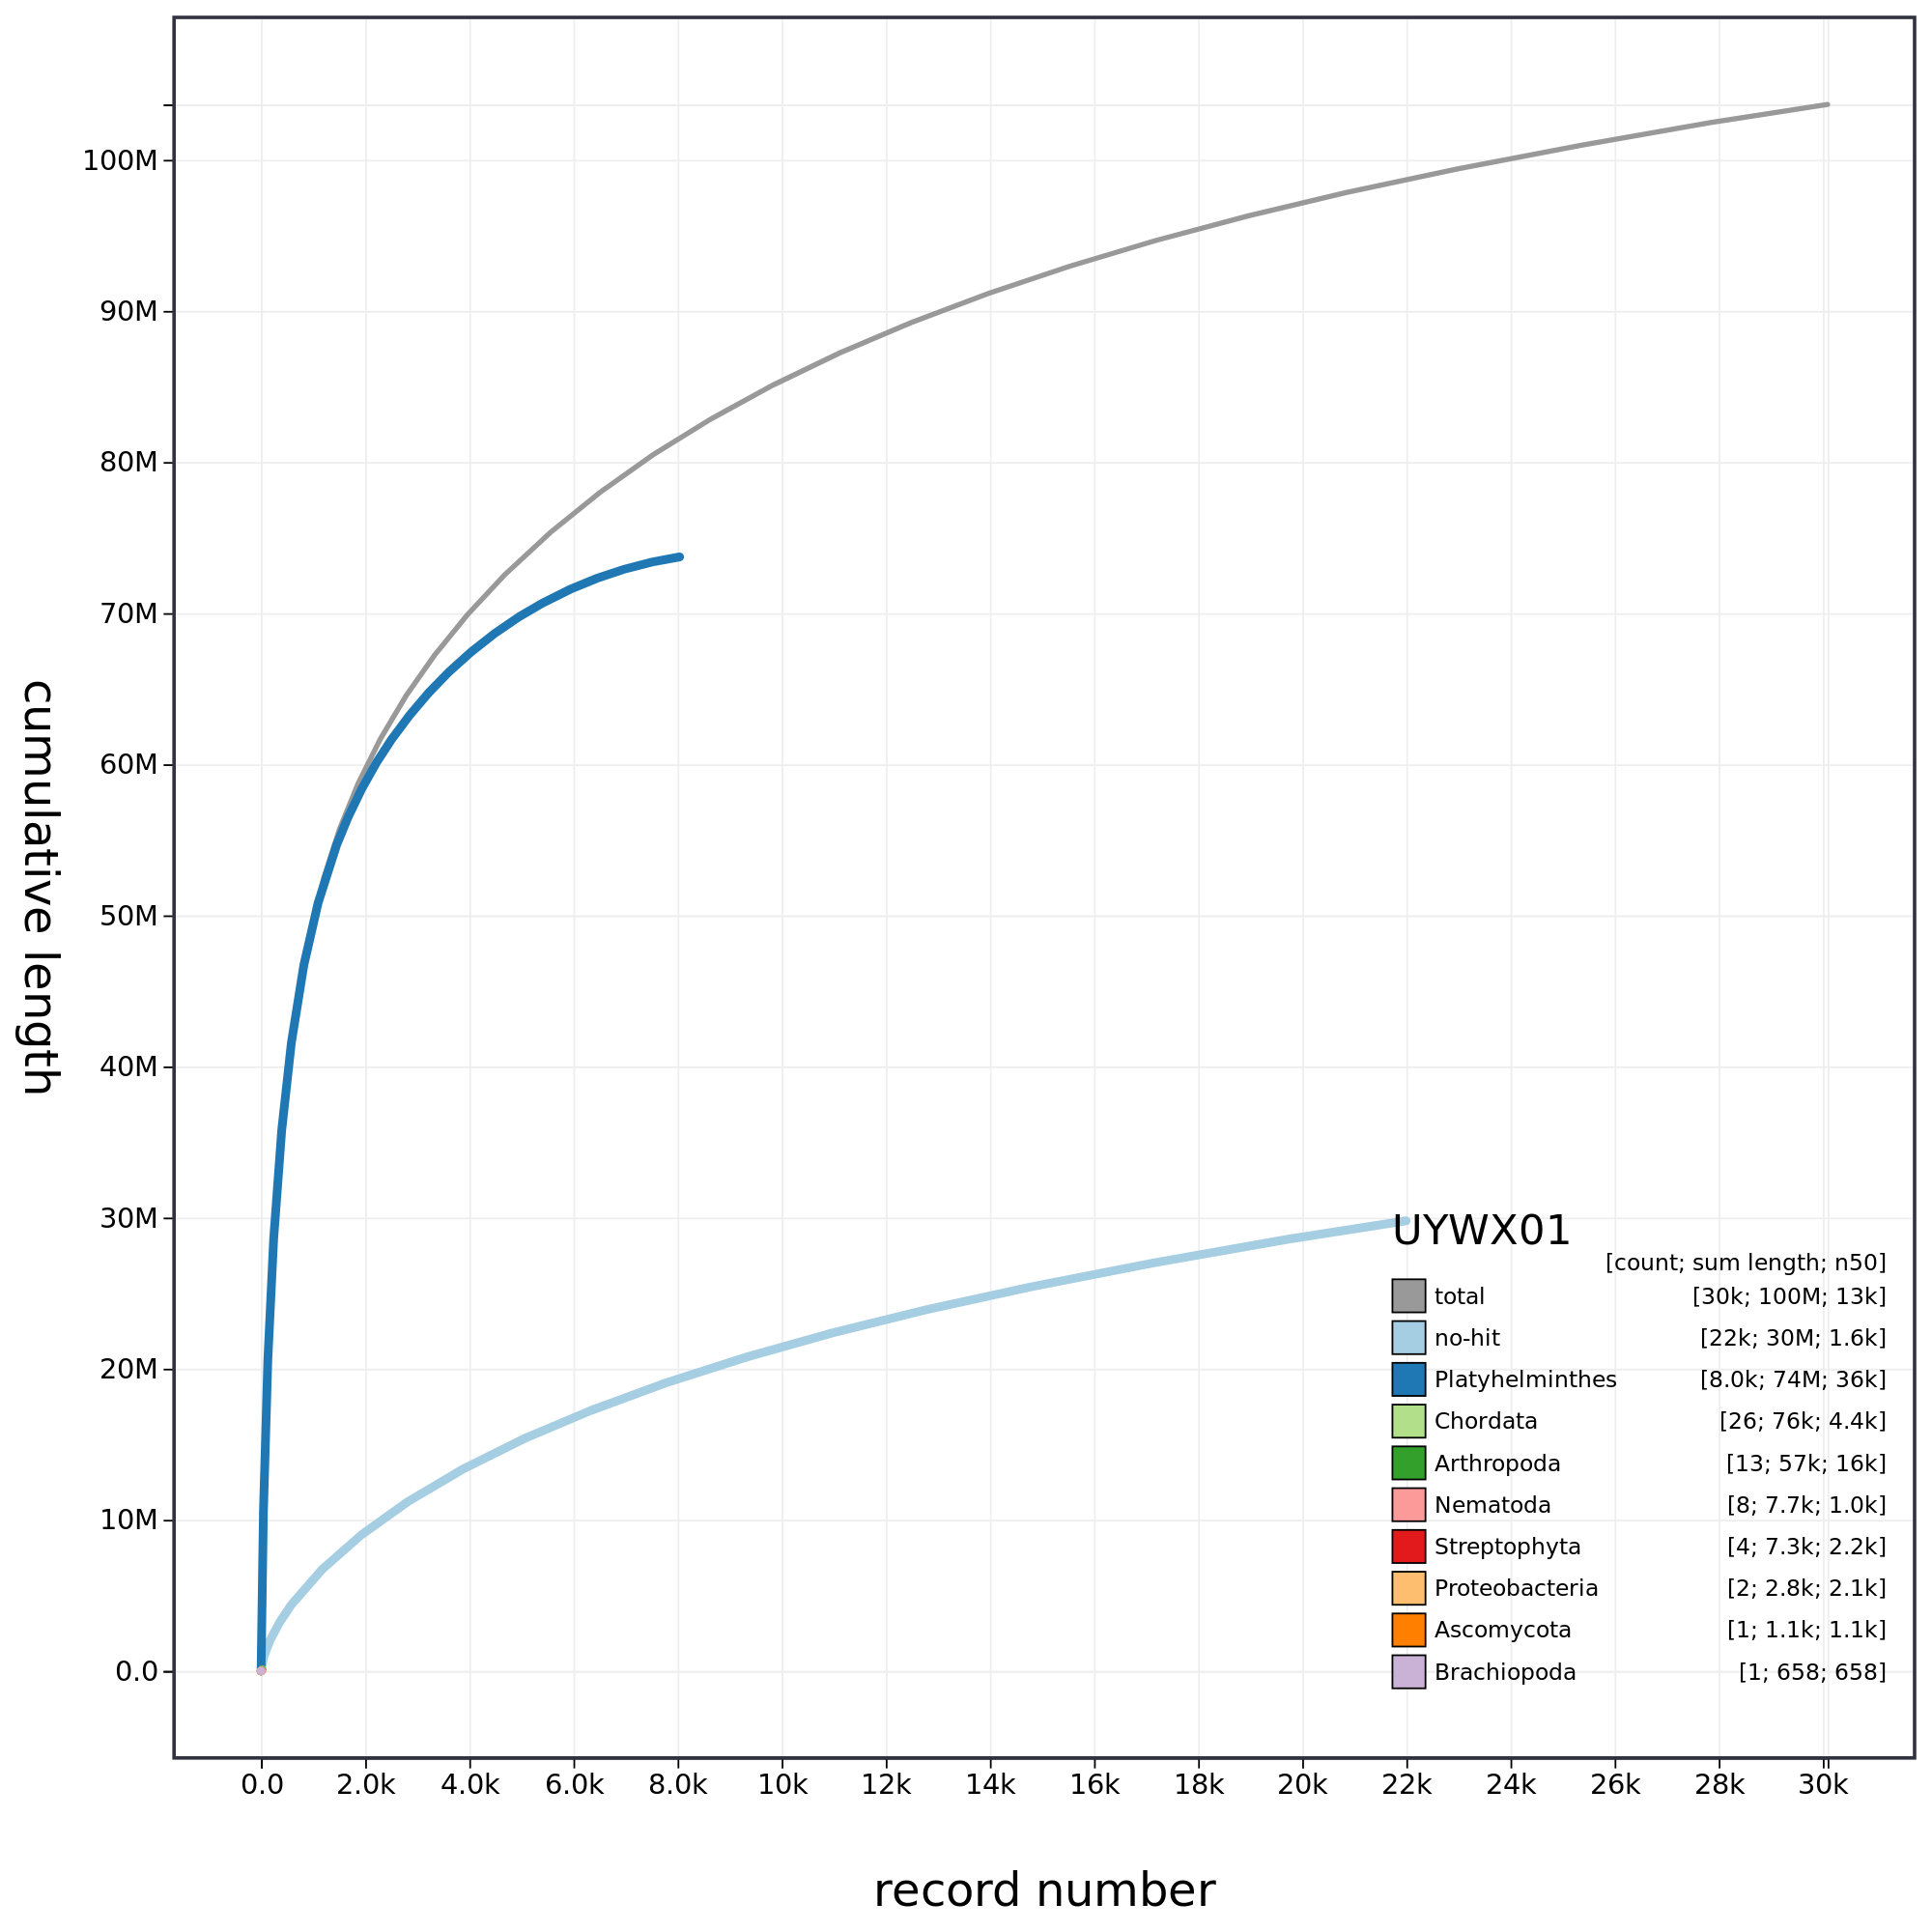 100M
90M
80M
70M
60M
50M
40M
30M
20M
10M
0.0
cumulative length
UYWX01
[count; sum length; n50]
total [30k; 100M; 13k]
no-hit [22k; 30M; 1.6k]
Platyhelminthes [8.0k; 74M; 36k]
Chordata [26; 76k; 4.4k]
Arthropoda [13; 57k; 16k]
Nematoda [8; 7.7k; 1.0k]
Streptophyta [4; 7.3k; 2.2k]
Proteobacteria [2; 2.8k; 2.1k]
Ascomycota [1; 1.1k; 1.1k]
Brachiopoda [1; 658; 658]
0.0 2.0k 4.0k 6.0k 8.0k 10k 12k 14k 16k 18k 20k 22k 24k 26k 28k 30k
record number